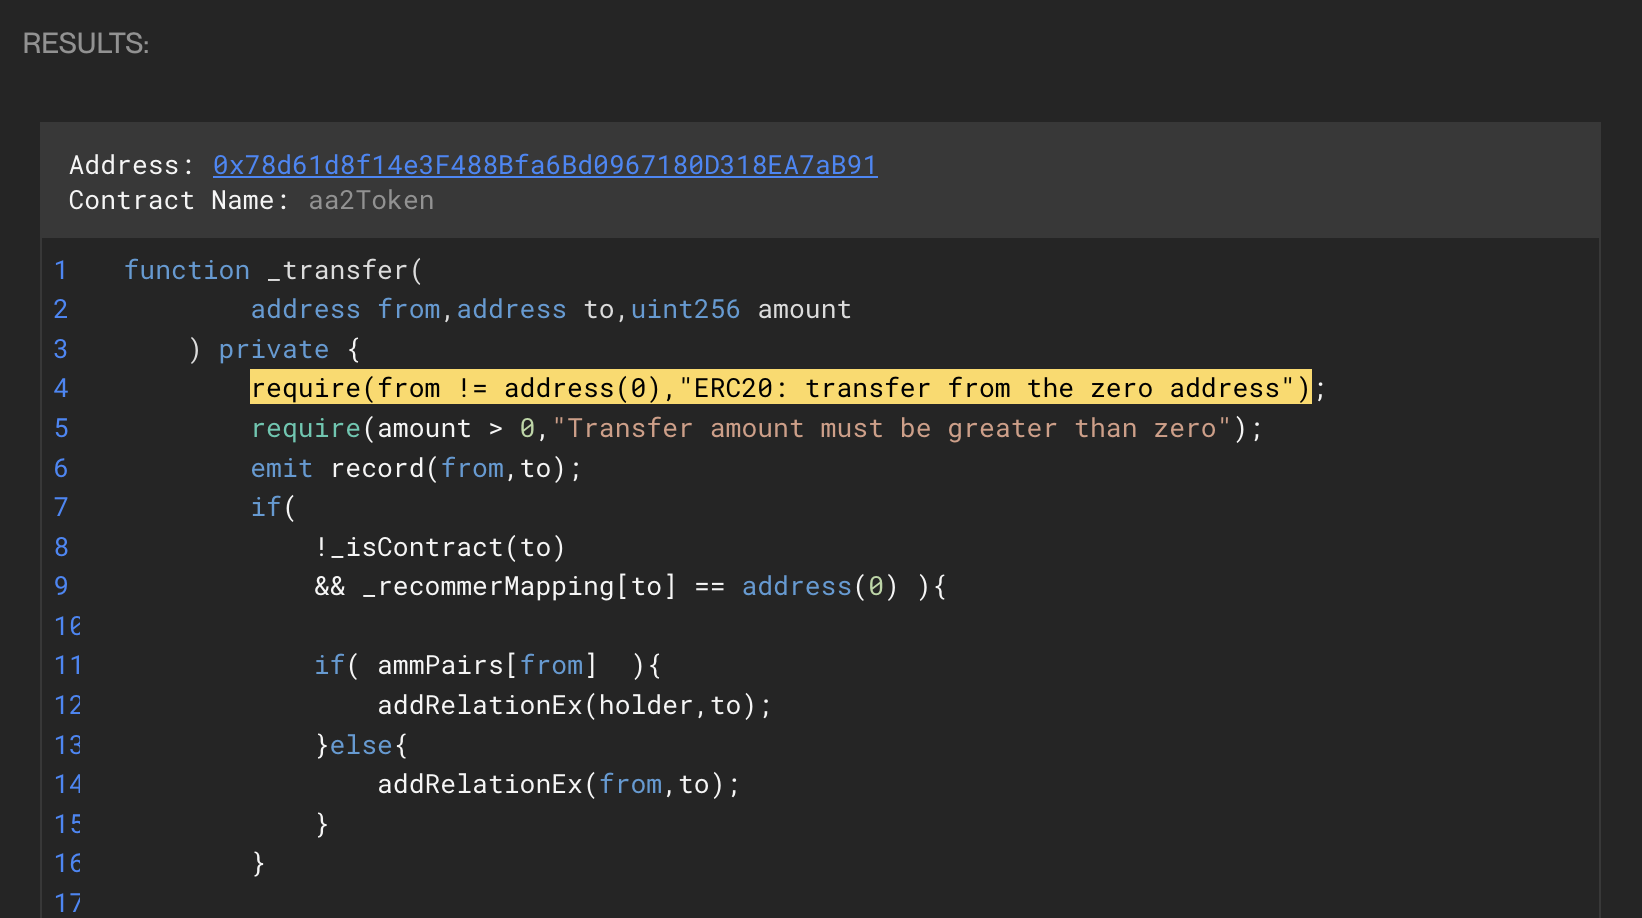 RESULTS:
Address: 0x78d61d8f14e3F488Bfa6Bd0967180D318EA7aB91
Contract Name: aa2Token
1 function _transfer(
2 address from,address to,uint256 amount
3 ) private {
4 require(from != address(0),"ERC20: transfer from the zero address");
5 require(amount > 0,"Transfer amount must be greater than zero");
6 emit record(from,to);
7 if(
8 !_isContract(to)
9 && _recommerMapping[to] == address(0) ){
10
11 if( ammPairs[from]  ){
12 addRelationEx(holder,to);
13 }else{
14 addRelationEx(from,to);
15 }
16 }
17